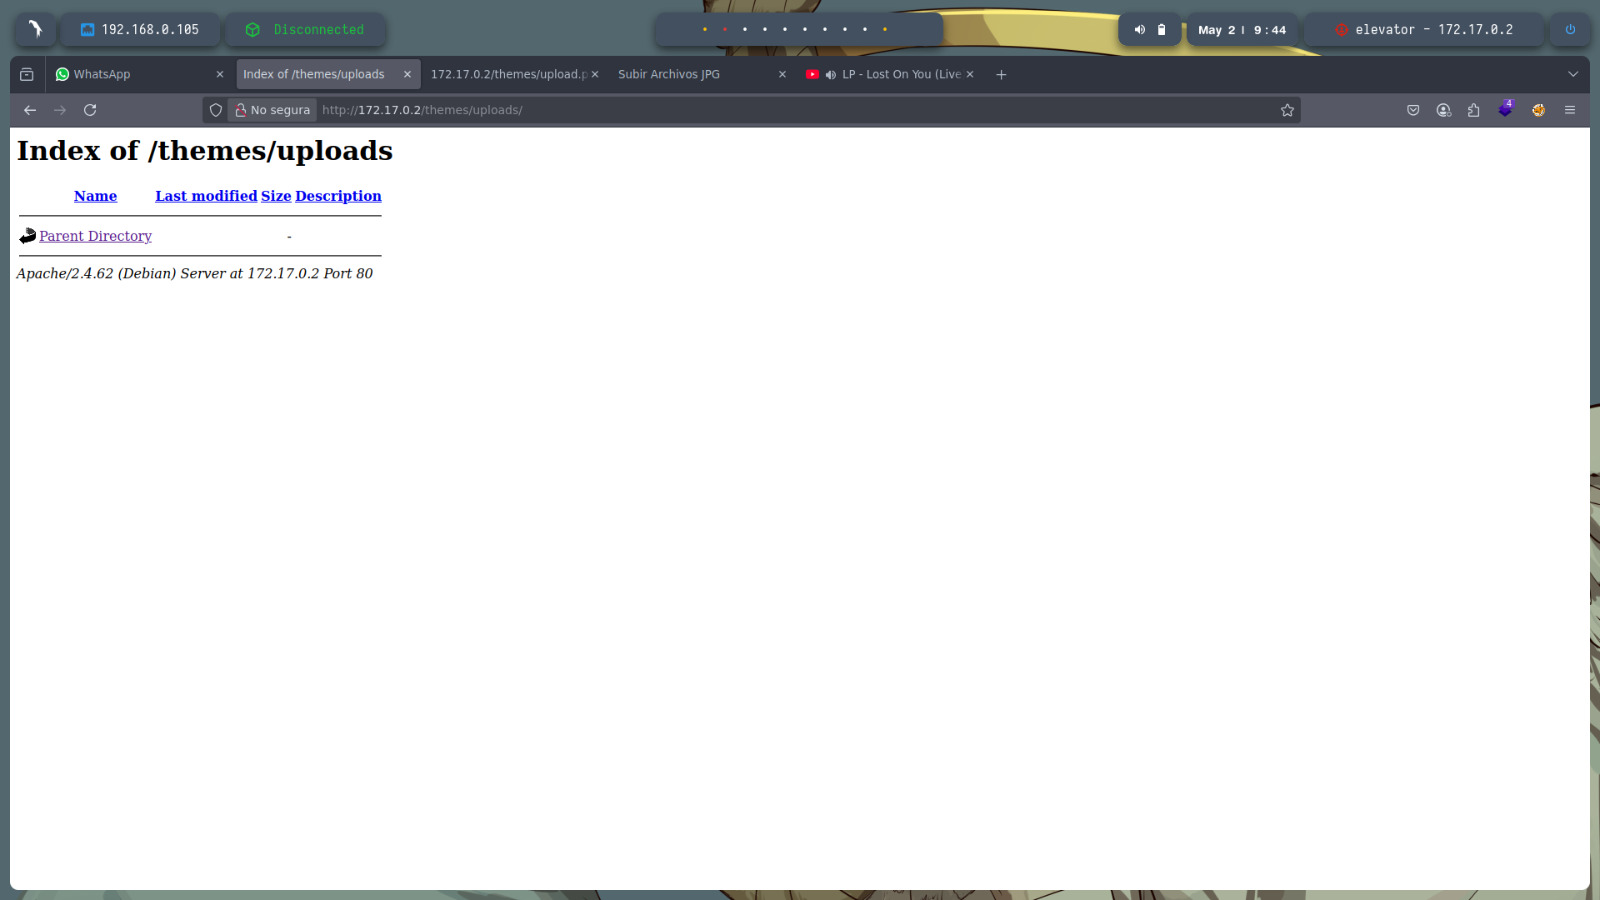 192.168.0.105
Disconnected
May 2 | 9:44
elevator - 172.17.0.2
WhatsApp
Index of /themes/uploads
172.17.0.2/themes/upload.p
Subir Archivos JPG
LP - Lost On You (Live
No segura
http://172.17.0.2/themes/uploads/
4
Index of /themes/uploads
Name Last modified Size Description
Parent Directory -
Apache/2.4.62 (Debian) Server at 172.17.0.2 Port 80